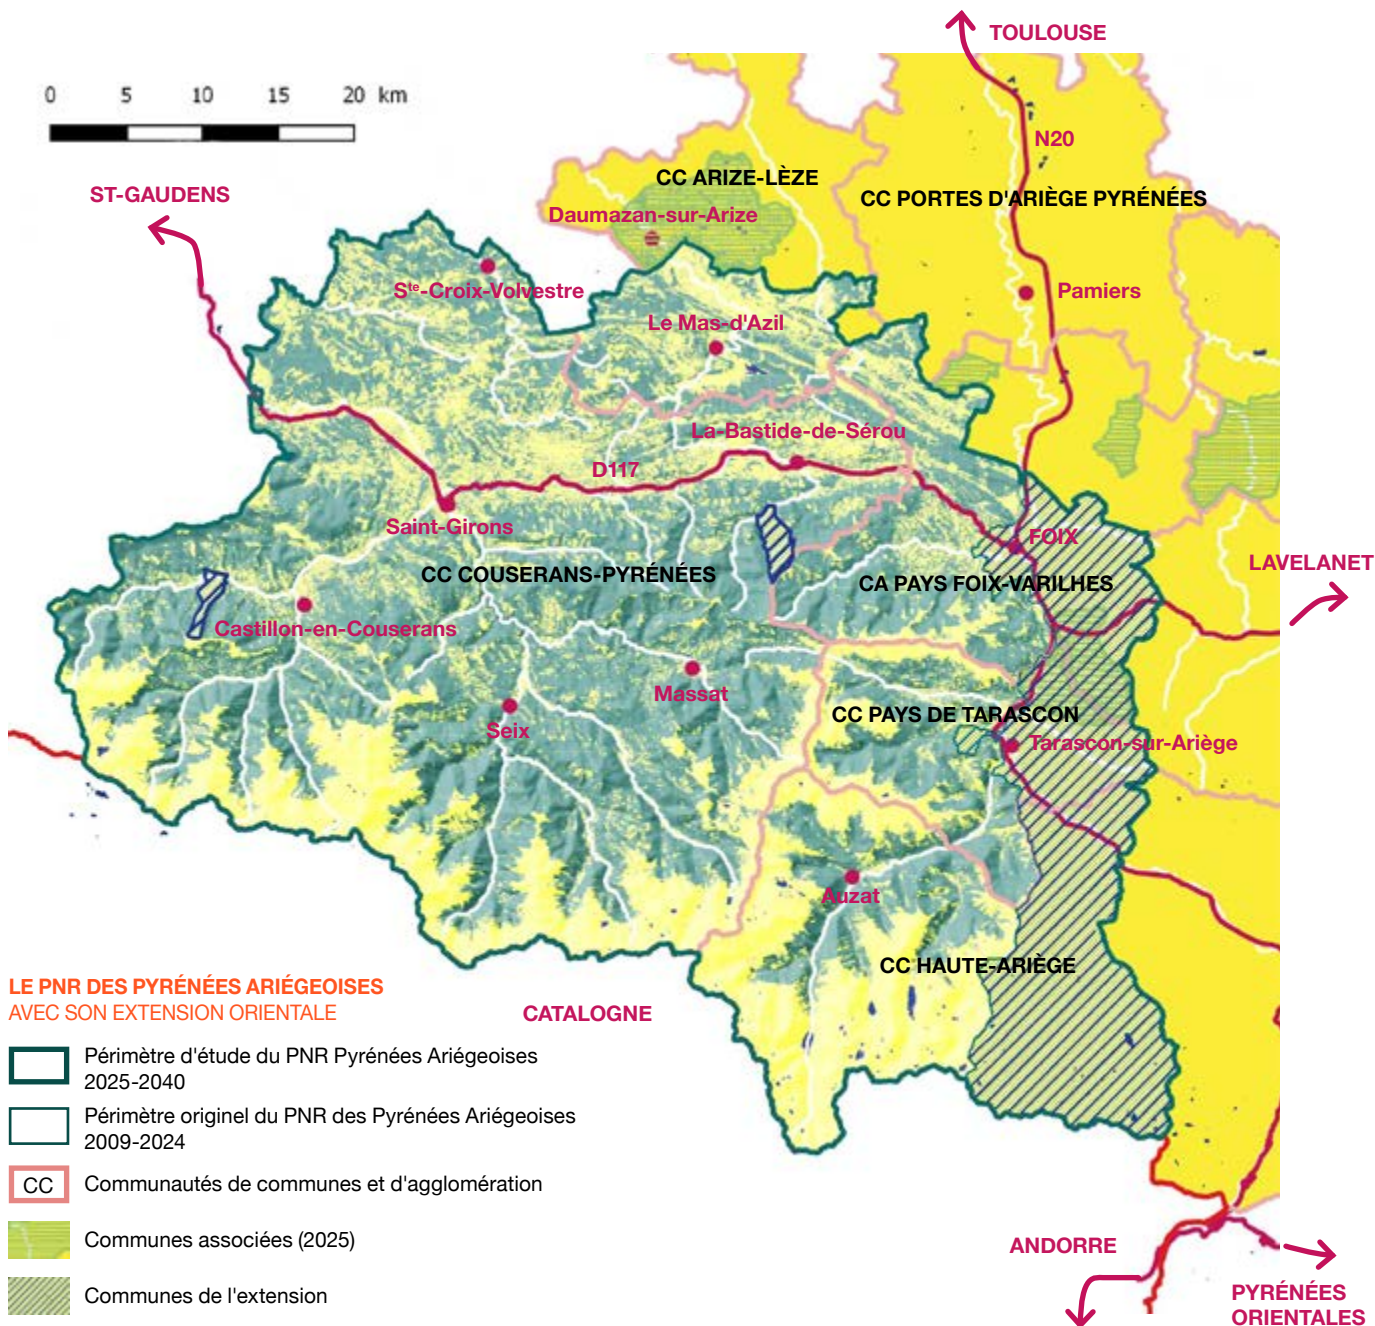 TOULOUSE
0 5 10 15 20 km
N20
CC ARIZE-LÈZE
ST-GAUDENS
CC PORTES D'ARIÈGE PYRÉNÉES
Daumazan-sur-Arize
Ste-Croix-Volvestre
Pamiers
Le Mas-d'Azil
La-Bastide-de-Sérou
D117
Saint-Girons
FOIX
LAVELANET
CC COUSERANS-PYRÉNÉES
CA PAYS FOIX-VARILHES
Castillon-en-Couserans
Massat
CC PAYS DE TARASCON
Seix
Tarascon-sur-Ariège
Auzat
CC HAUTE-ARIÈGE
LE PNR DES PYRÉNÉES ARIÉGEOISES
AVEC SON EXTENSION ORIENTALE
CATALOGNE
Périmètre d'étude du PNR Pyrénées Ariégeoises
2025-2040
Périmètre originel du PNR des Pyrénées Ariégeoises
2009-2024
CC Communautés de communes et d'agglomération
Communes associées (2025)
Communes de l'extension
ANDORRE
PYRÉNÉES
ORIENTALES